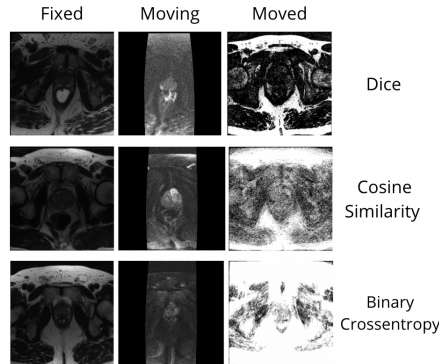 Fixed Moving Moved
Dice
Cosine
Similarity
Binary
Crossentropy